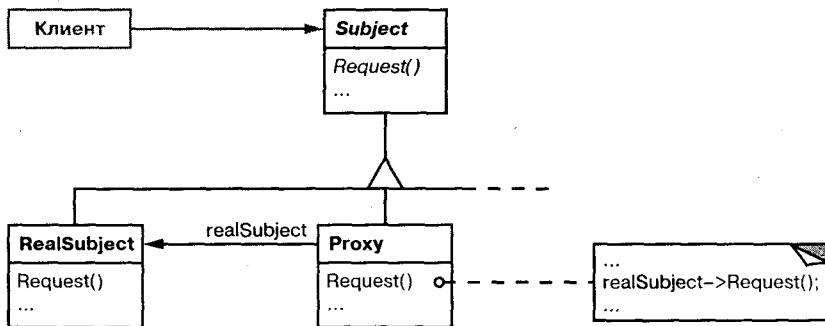 Клиент
Subject
Request()
...
realSubject
RealSubject
Request()
...
Proxy
Request()
...
...
realSubject->Request();
...